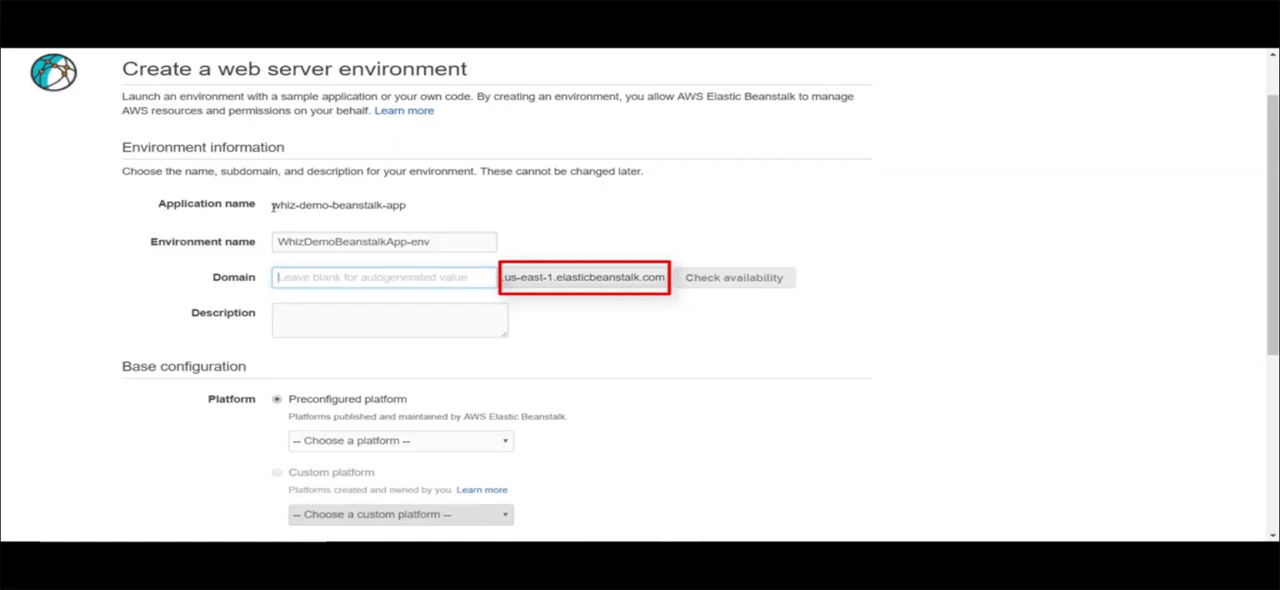 Create a web server environment
Launch an environment with a sample application or your own code. By creating an environment, you allow AWS Elastic Beanstalk to manage
AWS resources and permissions on your behalf. Learn more
Environment information
Choose the name, subdomain, and description for your environment. These cannot be changed later.
Application name whiz-demo-beanstalk-app
Environment name WhizDemoBeanstalkApp-env
Domain Leave blank for autogenerated value .us-east-1.elasticbeanstalk.com Check availability
Description
Base configuration
Platform Preconfigured platform
Platforms published and maintained by AWS Elastic Beanstalk.
-- Choose a platform --
Custom platform
Platforms created and owned by you. Learn more
-- Choose a custom platform --